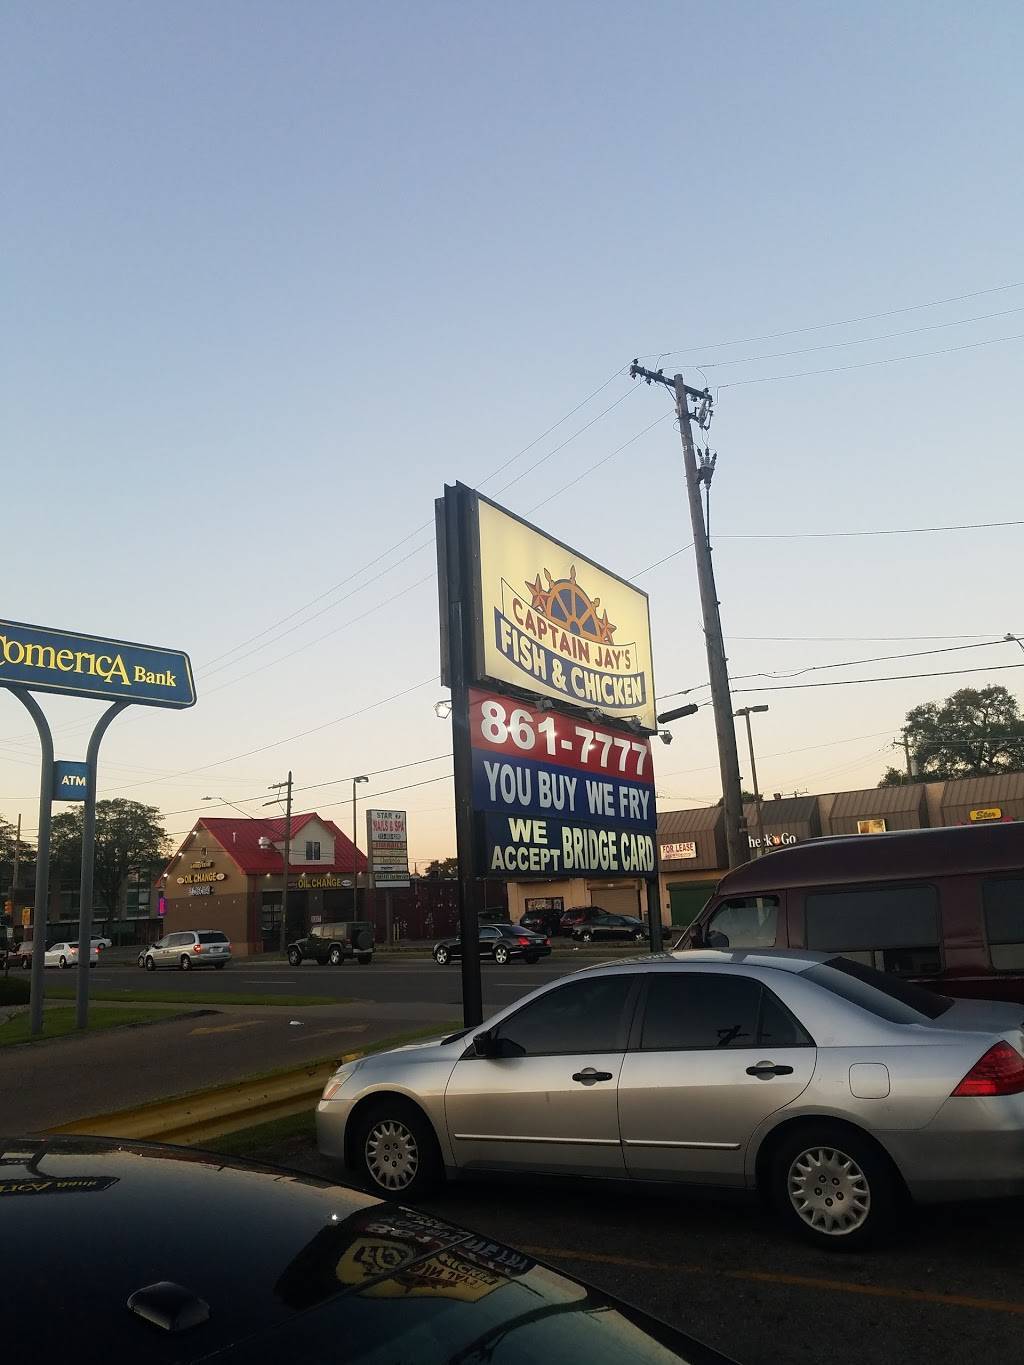 Comerica Bank
ATM
CAPTAIN JAY'S
FISH & CHICKEN
861-7777
YOU BUY WE FRY
WE
ACCEPT BRIDGE CARD
OIL CHANGE
OIL CHANGE
STAR
NAILS & SPA
FOR LEASE
Go
Star